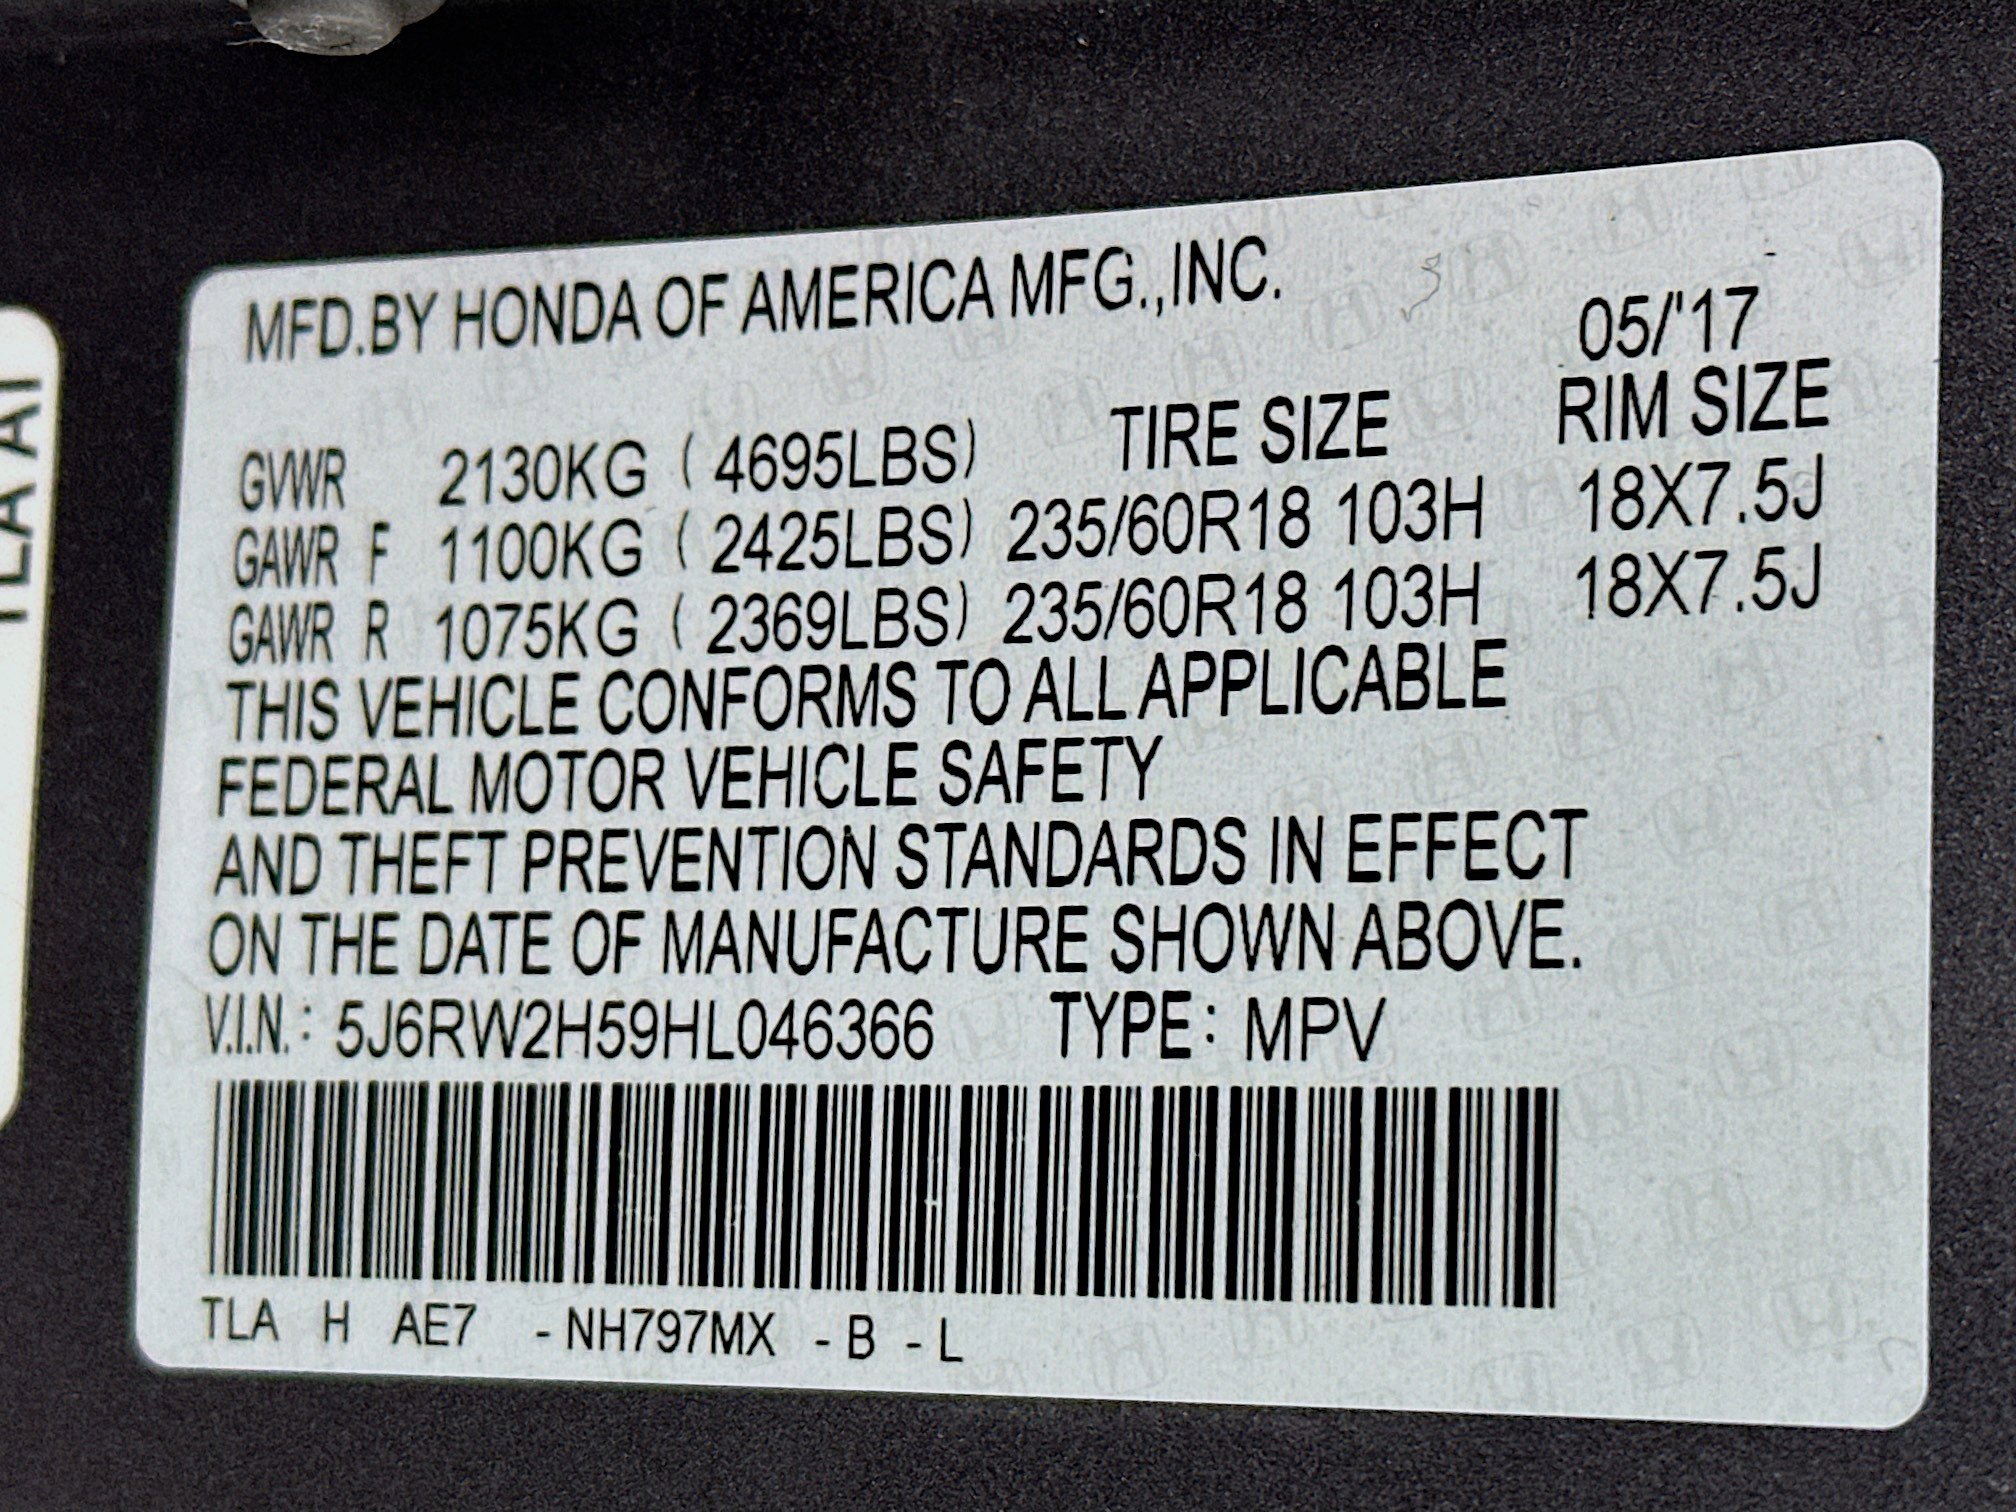 MFD.BY HONDA OF AMERICA MFG.,INC.
05/'17
TIRE SIZE RIM SIZE
GVWR 2130KG ( 4695LBS)
GAWR F 1100KG ( 2425LBS) 235/60R18 103H 18X7.5J
GAWR R 1075KG ( 2369LBS) 235/60R18 103H 18X7.5J
THIS VEHICLE CONFORMS TO ALL APPLICABLE
FEDERAL MOTOR VEHICLE SAFETY
AND THEFT PREVENTION STANDARDS IN EFFECT
ON THE DATE OF MANUFACTURE SHOWN ABOVE.
V.I.N.: 5J6RW2H59HL046366 TYPE: MPV
TLA H AE7 -NH797MX -B -L